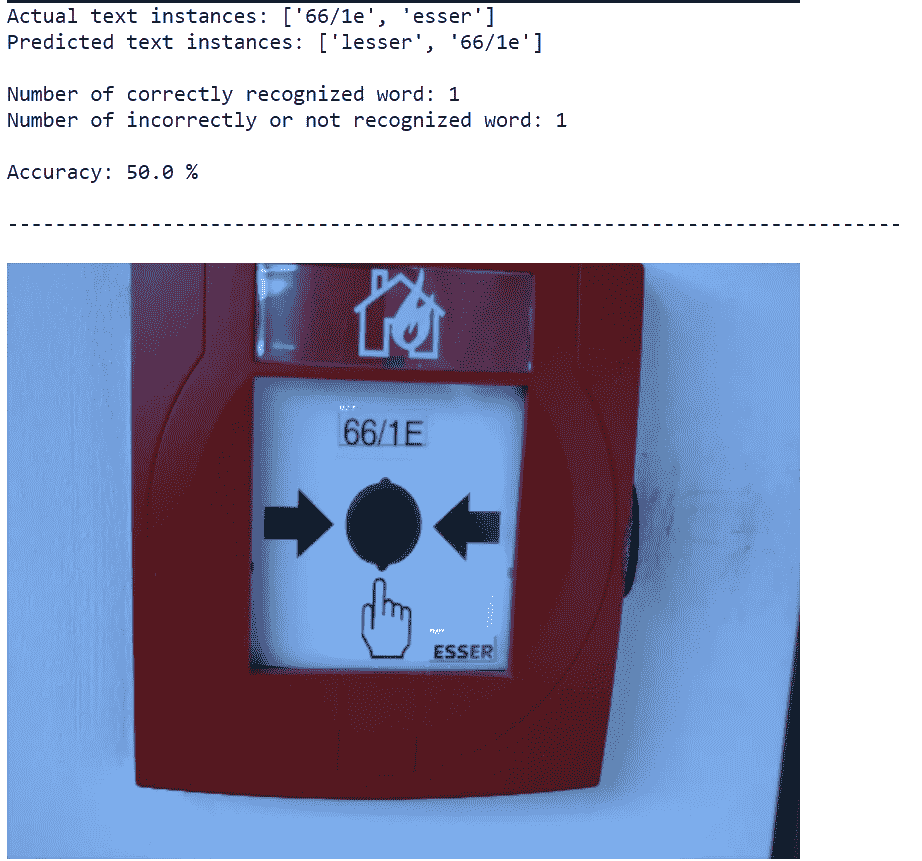 Actual text instances: ['66/1e', 'esser']
Predicted text instances: ['lesser', '66/1e']
Number of correctly recognized word: 1
Number of incorrectly or not recognized word: 1
Accuracy: 50.0 %
--------------------------------------------------------------------------
66/1E
ESSER